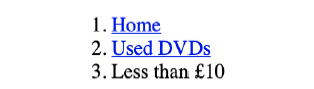 1. Home
2. Used DVDs
3. Less than £10